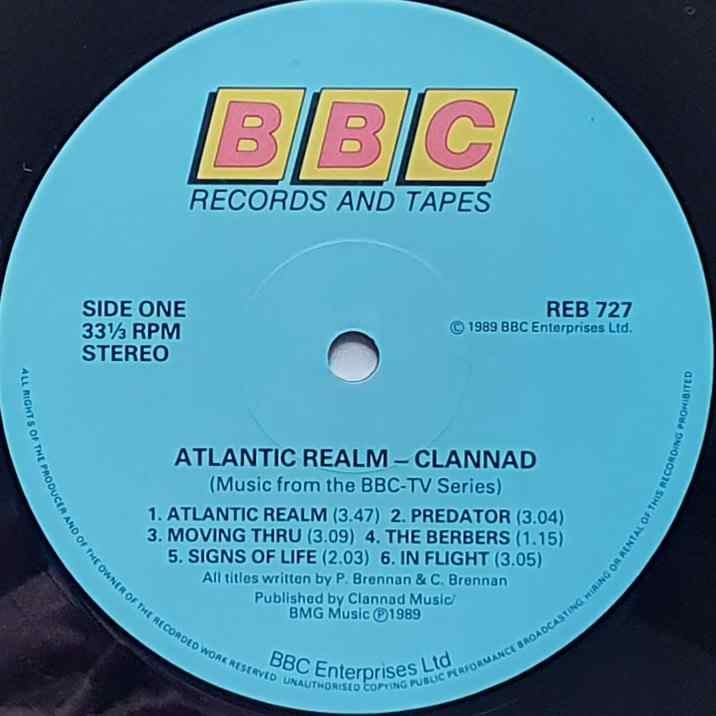 BBC
RECORDS AND TAPES
SIDE ONE
33⅓ RPM
STEREO
REB 727
© 1989 BBC Enterprises Ltd.
ATLANTIC REALM – CLANNAD
(Music from the BBC-TV Series)
1. ATLANTIC REALM (3.47) 2. PREDATOR (3.04)
3. MOVING THRU (3.09) 4. THE BERBERS (1.15)
5. SIGNS OF LIFE (2.03) 6. IN FLIGHT (3.05)
All titles written by P. Brennan & C. Brennan
Published by Clannad Music/
BMG Music ℗1989
BBC Enterprises Ltd
ALL RIGHTS OF THE PRODUCER AND OF THE OWNER OF THE RECORDED WORK RESERVED. UNAUTHORISED COPYING PUBLIC PERFORMANCE BROADCASTING, HIRING OR RENTAL OF THIS RECORDING PROHIBITED